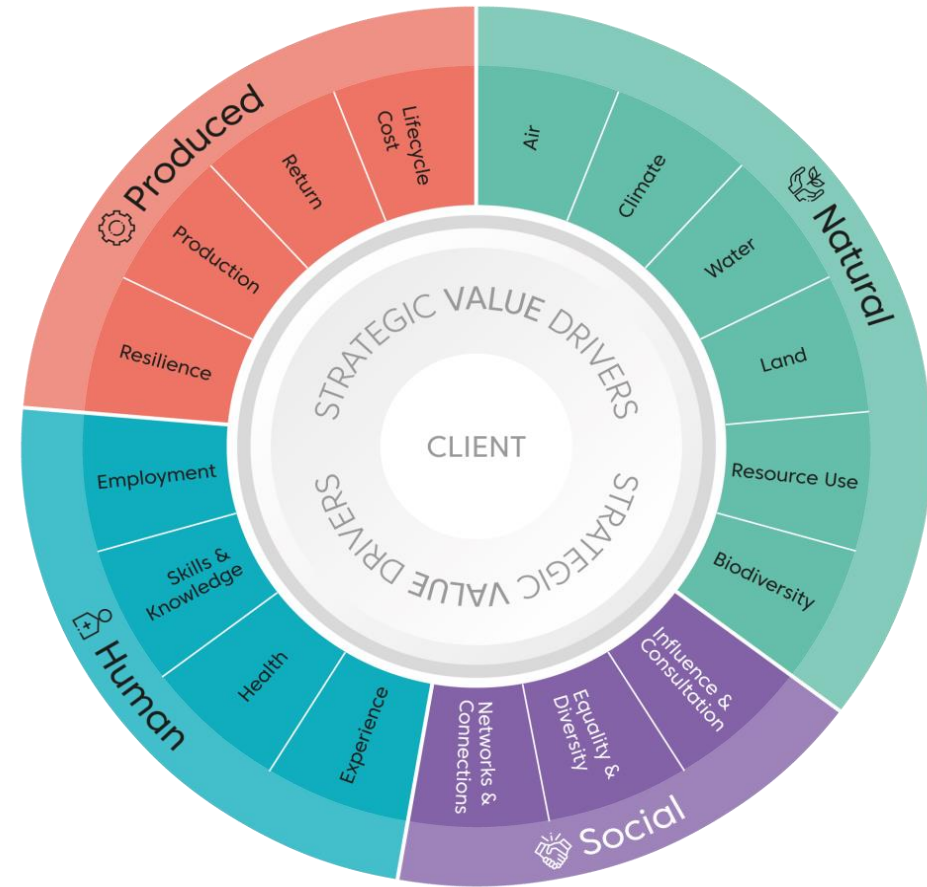 Produced
Lifecycle
Cost
Return
Production
Resilience
Natural
Air
Climate
Water
Land
Resource Use
Biodiversity
Social
Influence &
Consultation
Equality &
Diversity
Networks &
Connections
Human
Experience
Health
Skills &
Knowledge
Employment
STRATEGIC VALUE DRIVERS
CLIENT
STRATEGIC VALUE DRIVERS